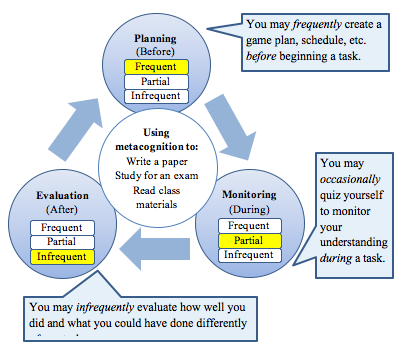 Planning
(Before)
Frequent
Partial
Infrequent
You may frequently create a
game plan, schedule, etc.
before beginning a task.
Using
metacognition to:
Write a paper
Study for an exam
Read class
materials
Evaluation
(After)
Frequent
Partial
Infrequent
Monitoring
(During)
Frequent
Partial
Infrequent
You may
occasionally
quiz yourself
to monitor
your
understanding
during a task.
You may infrequently evaluate how well you
did and what you could have done differently